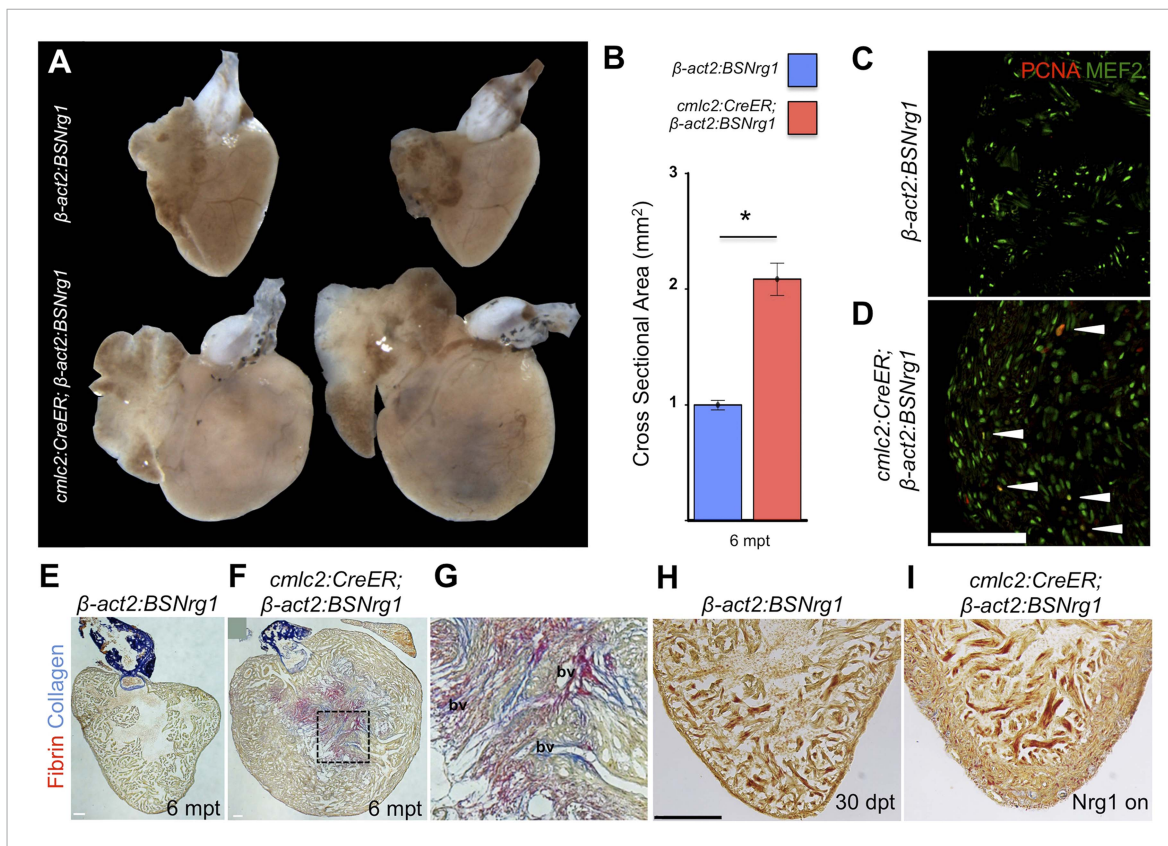 A
β-act2:BSNrg1
cmlc2:CreER; β-act2:BSNrg1
B
β-act2:BSNrg1
cmlc2:CreER;
β-act2:BSNrg1
Cross Sectional Area (mm2)
3
2
1
*
6 mpt
C
β-act2:BSNrg1
PCNA MEF2
D
cmlc2:CreER;
β-act2:BSNrg1
E
β-act2:BSNrg1
Fibrin Collagen
6 mpt
F
cmlc2:CreER;
β-act2:BSNrg1
6 mpt
G
bv
bv
bv
H
β-act2:BSNrg1
30 dpt
I
cmlc2:CreER;
β-act2:BSNrg1
Nrg1 on